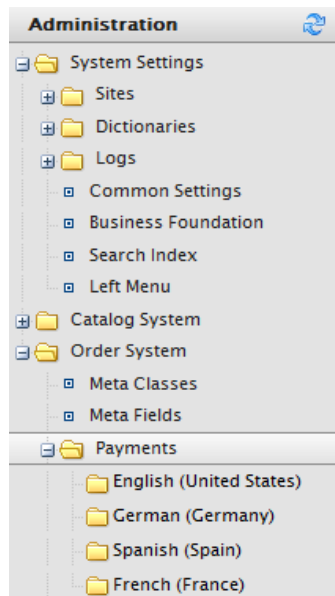 Administration
System Settings
Sites
Dictionaries
Logs
Common Settings
Business Foundation
Search Index
Left Menu
Catalog System
Order System
Meta Classes
Meta Fields
Payments
English (United States)
German (Germany)
Spanish (Spain)
French (France)